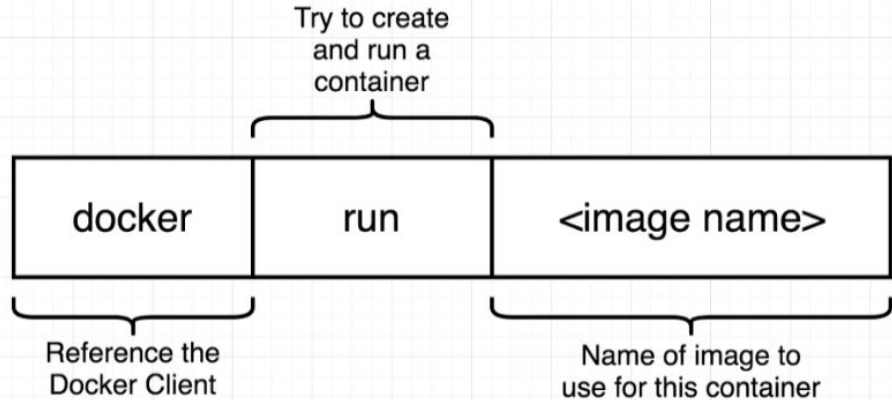 Try to create
and run a
container
docker
run
<image name>
Reference the
Docker Client
Name of image to
use for this container